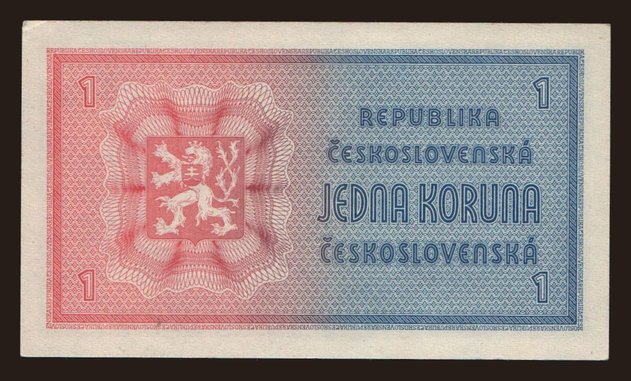 1
1
REPUBLIKA
ČESKOSLOVENSKÁ
JEDNA KORUNA
ČESKOSLOVENSKÁ
1
1